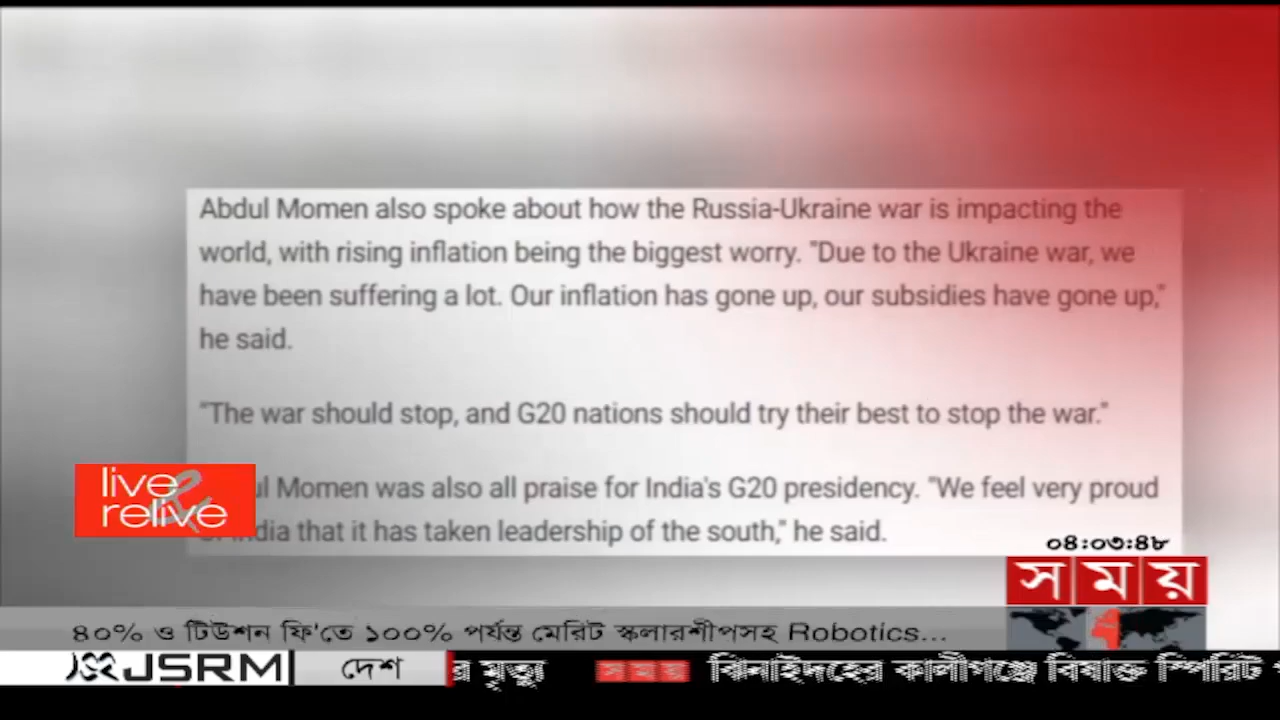 Abdul Momen also spoke about how the Russia-Ukraine war is impacting the
world, with rising inflation being the biggest worry. "Due to the Ukraine war, we
have been suffering a lot. Our inflation has gone up, our subsidies have gone up,"
he said.
"The war should stop, and G20 nations should try their best to stop the war."
ul Momen was also all praise for India's G20 presidency. "We feel very proud
dia that it has taken leadership of the south," he said.
live &
relive
০৪:০৩:৪৮
সময়
৪০% ও টিউশন ফি'তে ১০০% পর্যন্ত মেরিট স্কলারশীপসহ Robotics...
JSRM দেশ র মৃত্যু সময় ঝিনাইদহের কালীগঞ্জে বিষাক্ত স্পিরিট